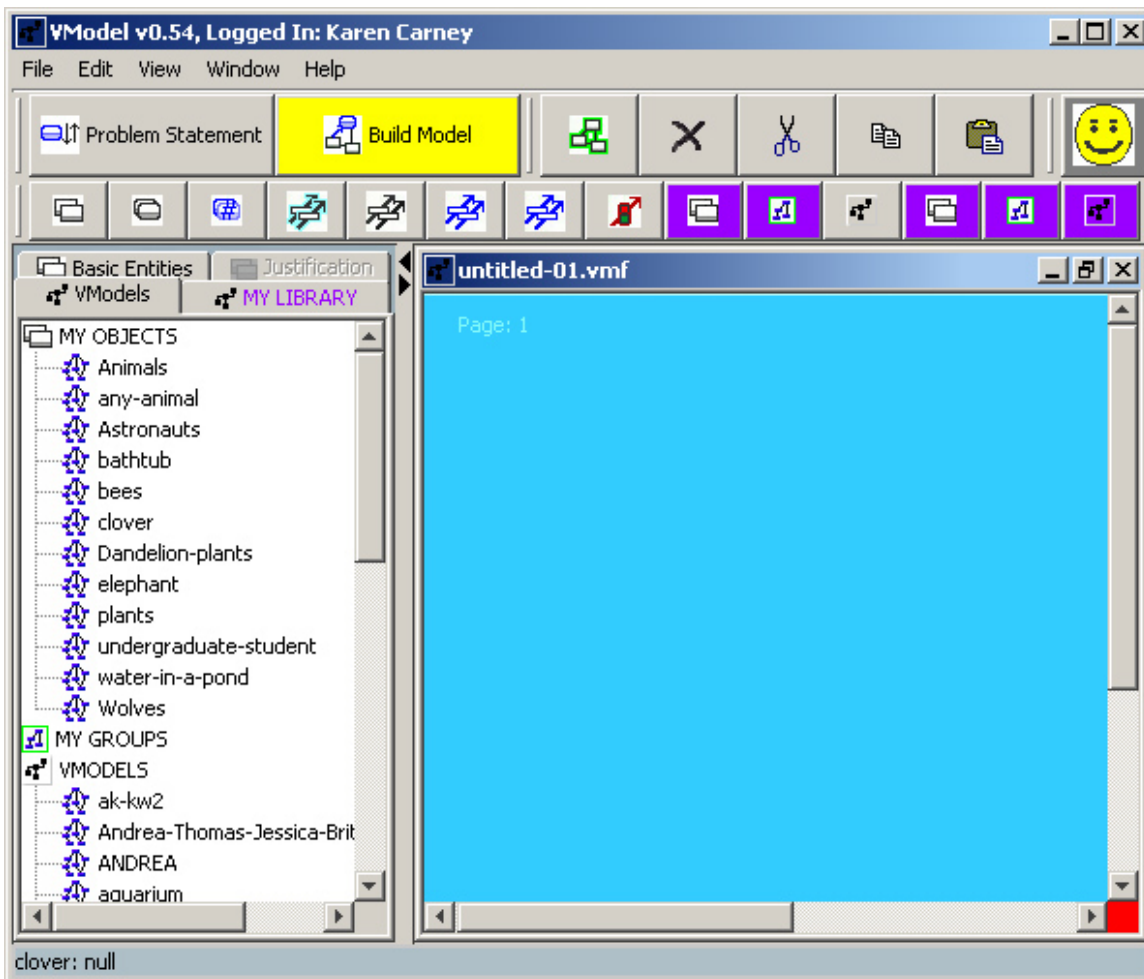 VModel v0.54, Logged In: Karen Carney
File Edit View Window Help
Problem Statement Build Model
Basic Entities Justification
VModels MY LIBRARY
MY OBJECTS
Animals
any-animal
Astronauts
bathtub
bees
clover
Dandelion-plants
elephant
plants
undergraduate-student
water-in-a-pond
Wolves
MY GROUPS
VMODELS
ak-kw2
Andrea-Thomas-Jessica-Brit
ANDREA
aquarium
untitled-01.vmf
Page: 1
clover: null